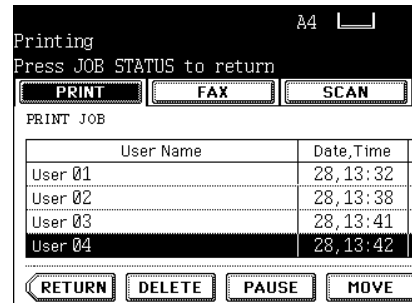 A4
Printing
Press JOB STATUS to return
PRINT FAX SCAN
PRINT JOB
User Name Date,Time
User 01 28,13:32
User 02 28,13:38
User 03 28,13:41
User 04 28,13:42
RETURN DELETE PAUSE MOVE